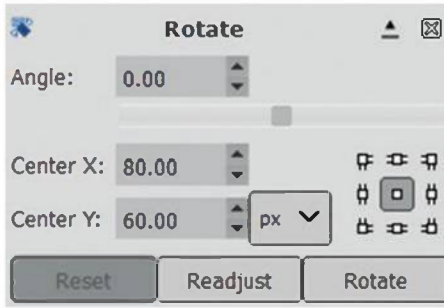 Rotate
Angle: 0.00
Center X: 80.00
Center Y: 60.00 px
Reset Readjust Rotate